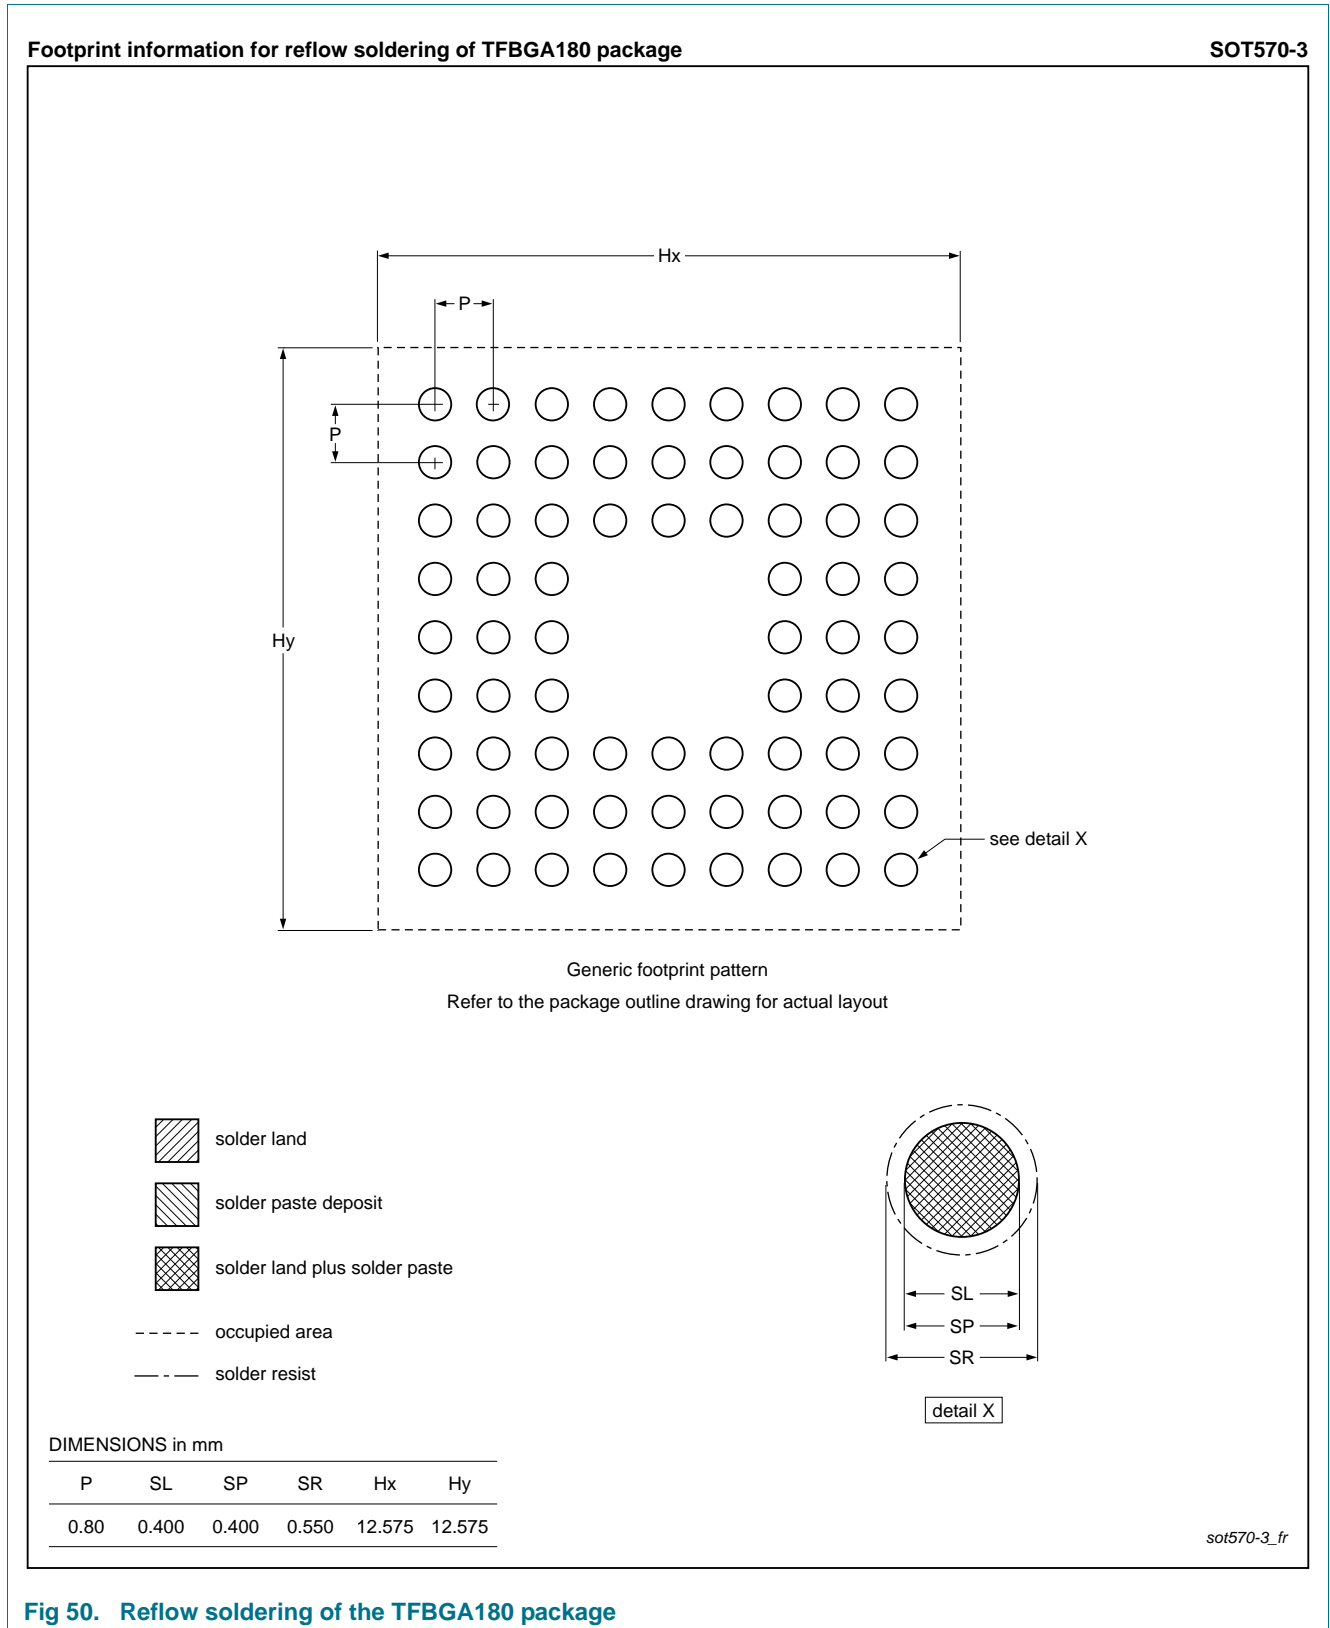 Footprint information for reflow soldering of TFBGA180 package SOT570-3
Hx
P
P
Hy
see detail X
Generic footprint pattern
Refer to the package outline drawing for actual layout
solder land
solder paste deposit
solder land plus solder paste
occupied area
solder resist
SL
SP
SR
detail X
DIMENSIONS in mm
P SL SP SR Hx Hy
0.80 0.400 0.400 0.550 12.575 12.575
sot570-3_fr
Fig 50. Reflow soldering of the TFBGA180 package